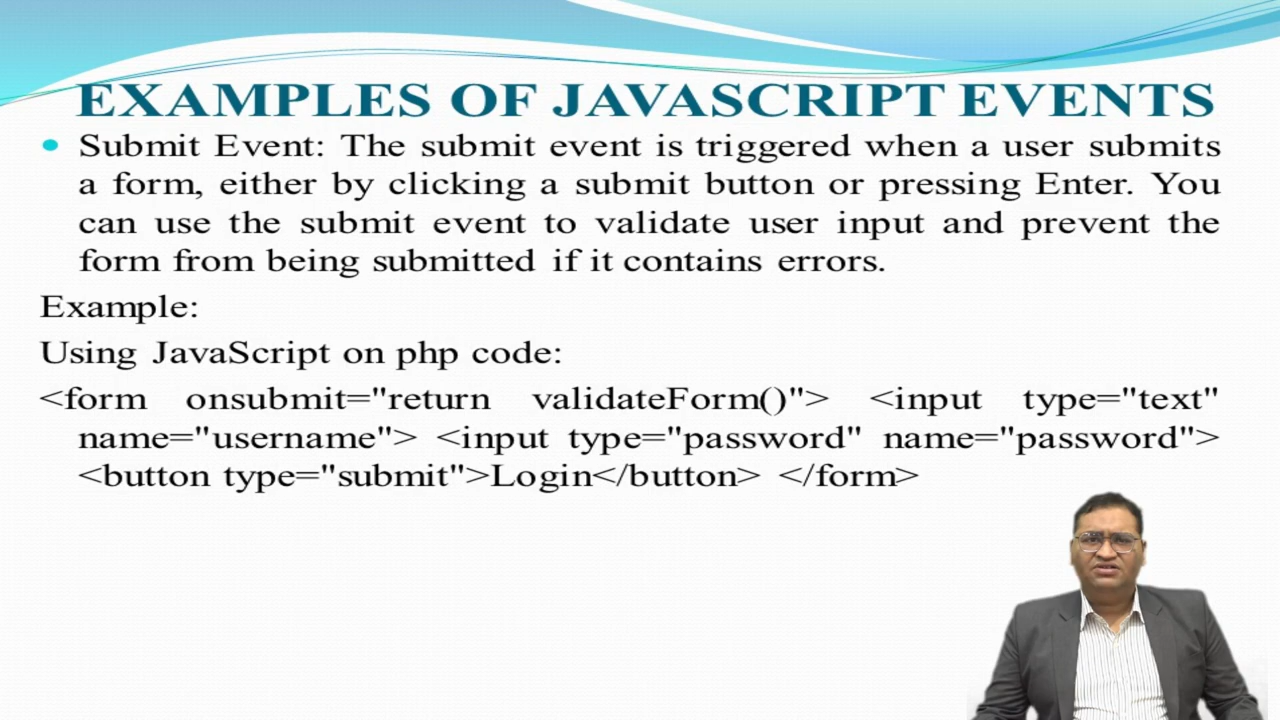 EXAMPLES OF JAVASCRIPT EVENTS
• Submit Event: The submit event is triggered when a user submits
a form, either by clicking a submit button or pressing Enter. You
can use the submit event to validate user input and prevent the
form from being submitted if it contains errors.
Example:
Using JavaScript on php code:
<form onsubmit="return validateForm()"> <input type="text"
name="username"> <input type="password" name="password">
<button type="submit">Login</button> </form>